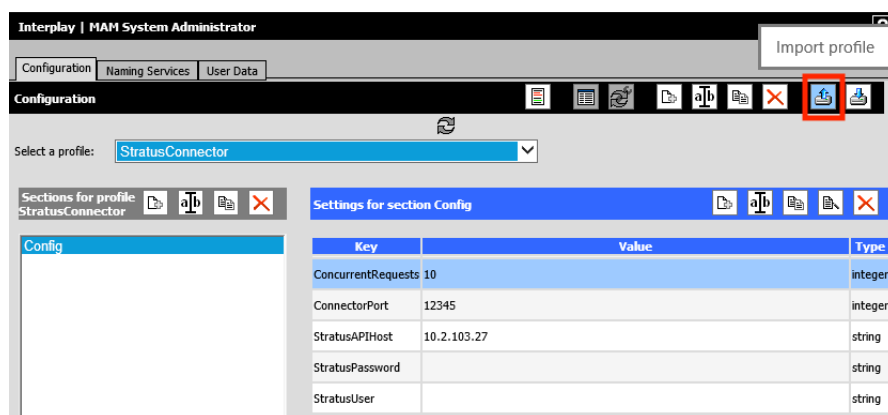 Interplay | MAM System Administrator
Import profile
Configuration Naming Services User Data
Configuration
Select a profile: StratusConnector
Sections for profile
StratusConnector
Settings for section Config
Config
Key Value Type
ConcurrentRequests 10 integer
ConnectorPort 12345 integer
StratusAPIHost 10.2.103.27 string
StratusPassword string
StratusUser string